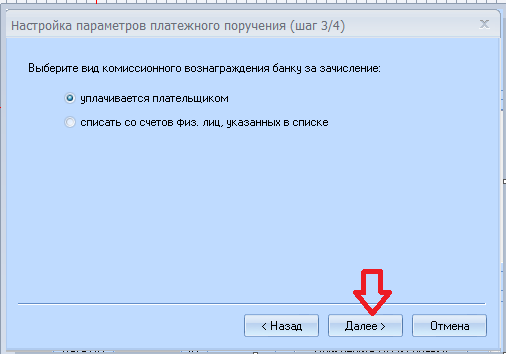 Настройка параметров платежного поручения (шаг 3/4)
Выберите вид комиссионного вознаграждения банку за зачисление:
уплачивается плательщиком
списать со счетов физ. лиц, указанных в списке
< Назад Далее > Отмена